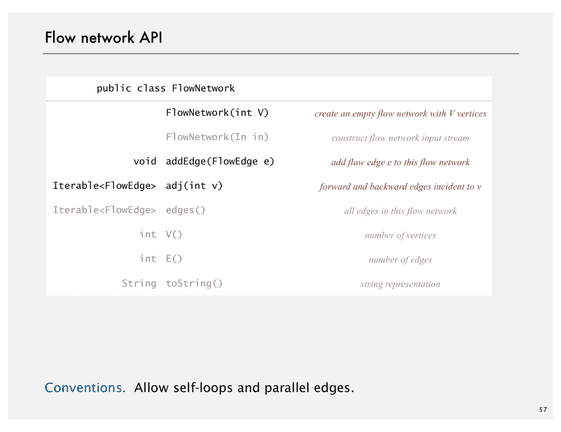 Flow network API
public class FlowNetwork
FlowNetwork(int V) create an empty flow network with V vertices
FlowNetwork(In in) construct flow network input stream
void addEdge(FlowEdge e) add flow edge e to this flow network
Iterable<FlowEdge> adj(int v) forward and backward edges incident to v
Iterable<FlowEdge> edges() all edges in this flow network
int V() number of vertices
int E() number of edges
String toString() string representation
Conventions. Allow self-loops and parallel edges.
57